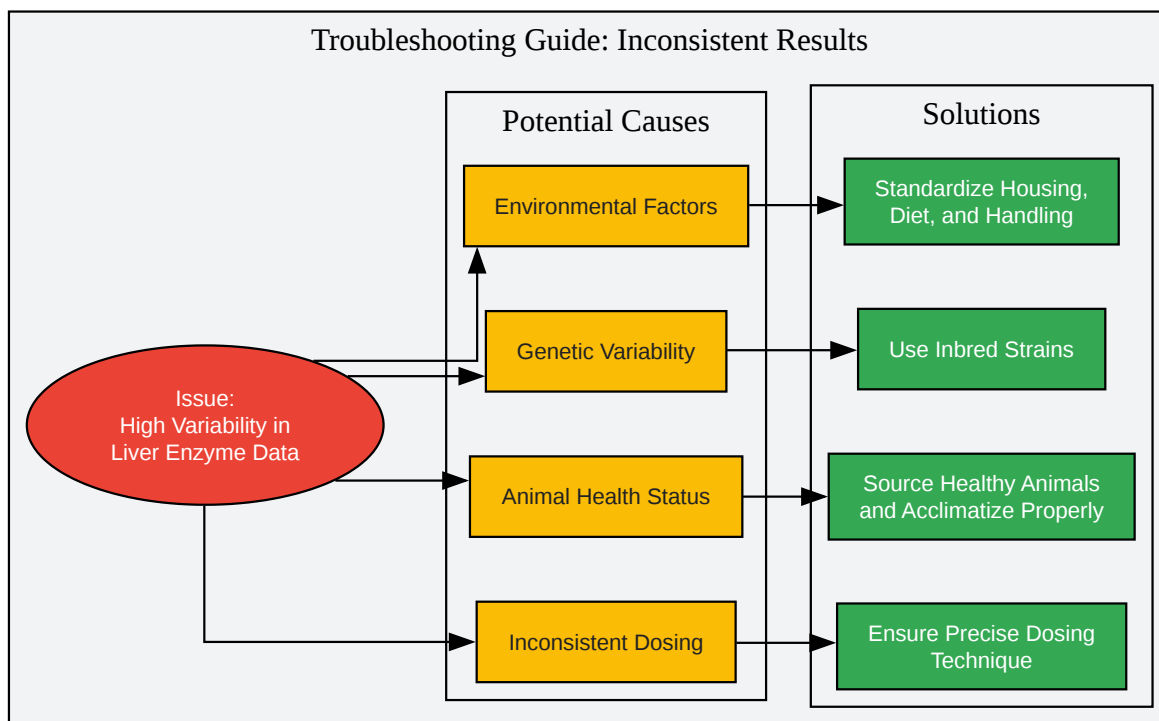 Troubleshooting Guide: Inconsistent Results
Potential Causes
Solutions
Environmental Factors
Standardize Housing,
Diet, and Handling
Genetic Variability
Use Inbred Strains
Issue:
High Variability in
Liver Enzyme Data
Animal Health Status
Source Healthy Animals
and Acclimatize Properly
Inconsistent Dosing
Ensure Precise Dosing
Technique